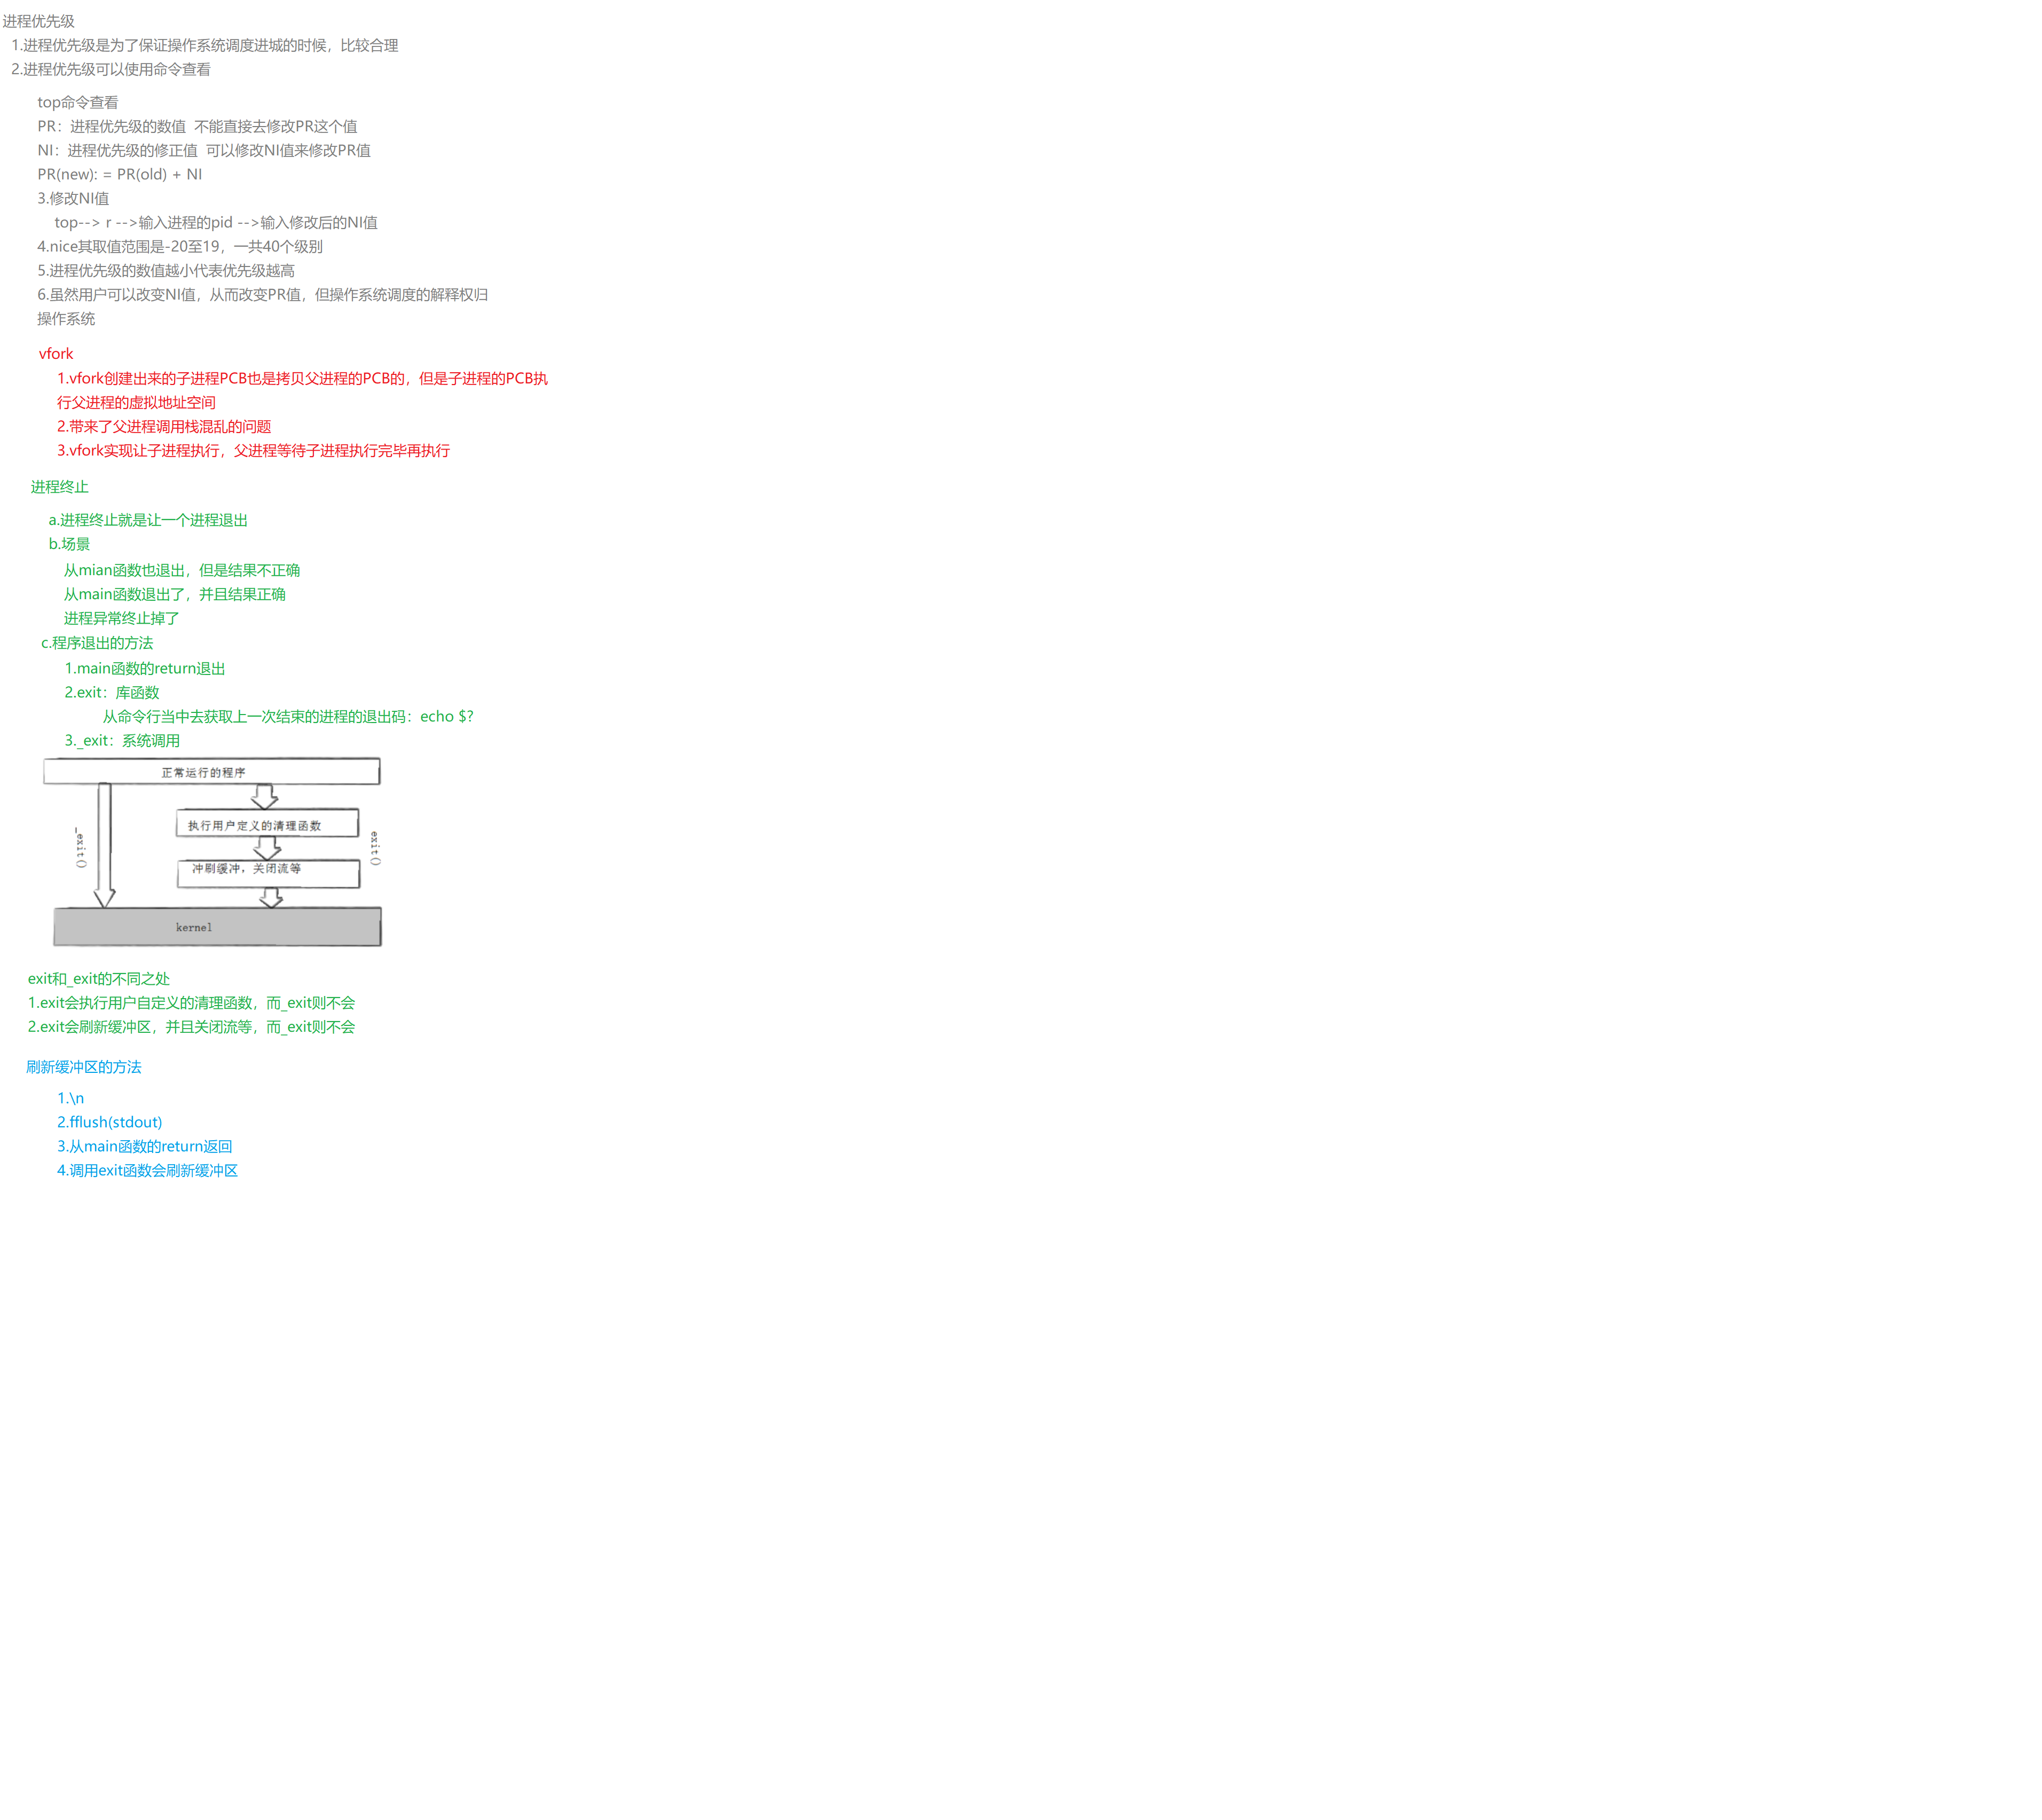 进程优先级
1.进程优先级是为了保证操作系统调度进城的时候，比较合理
2.进程优先级可以使用命令查看
top命令查看
PR：进程优先级的数值  不能直接去修改PR这个值
NI：进程优先级的修正值  可以修改NI值来修改PR值
PR(new): = PR(old) + NI
3.修改NI值
top--> r -->输入进程的pid -->输入修改后的NI值
4.nice其取值范围是-20至19，一共40个级别
5.进程优先级的数值越小代表优先级越高
6.虽然用户可以改变NI值，从而改变PR值，但操作系统调度的解释权归
操作系统
vfork
1.vfork创建出来的子进程PCB也是拷贝父进程的PCB的，但是子进程的PCB执
行父进程的虚拟地址空间
2.带来了父进程调用栈混乱的问题
3.vfork实现让子进程执行，父进程等待子进程执行完毕再执行
进程终止
a.进程终止就是让一个进程退出
b.场景
从mian函数也退出，但是结果不正确
从main函数退出了，并且结果正确
进程异常终止掉了
c.程序退出的方法
1.main函数的return退出
2.exit：库函数
从命令行当中去获取上一次结束的进程的退出码：echo $?
3._exit：系统调用
正常运行的程序
执行用户定义的清理函数
_exit()
exit()
冲刷缓冲，关闭流等
kernel
exit和_exit的不同之处
1.exit会执行用户自定义的清理函数，而_exit则不会
2.exit会刷新缓冲区，并且关闭流等，而_exit则不会
刷新缓冲区的方法
1.\n
2.fflush(stdout)
3.从main函数的return返回
4.调用exit函数会刷新缓冲区